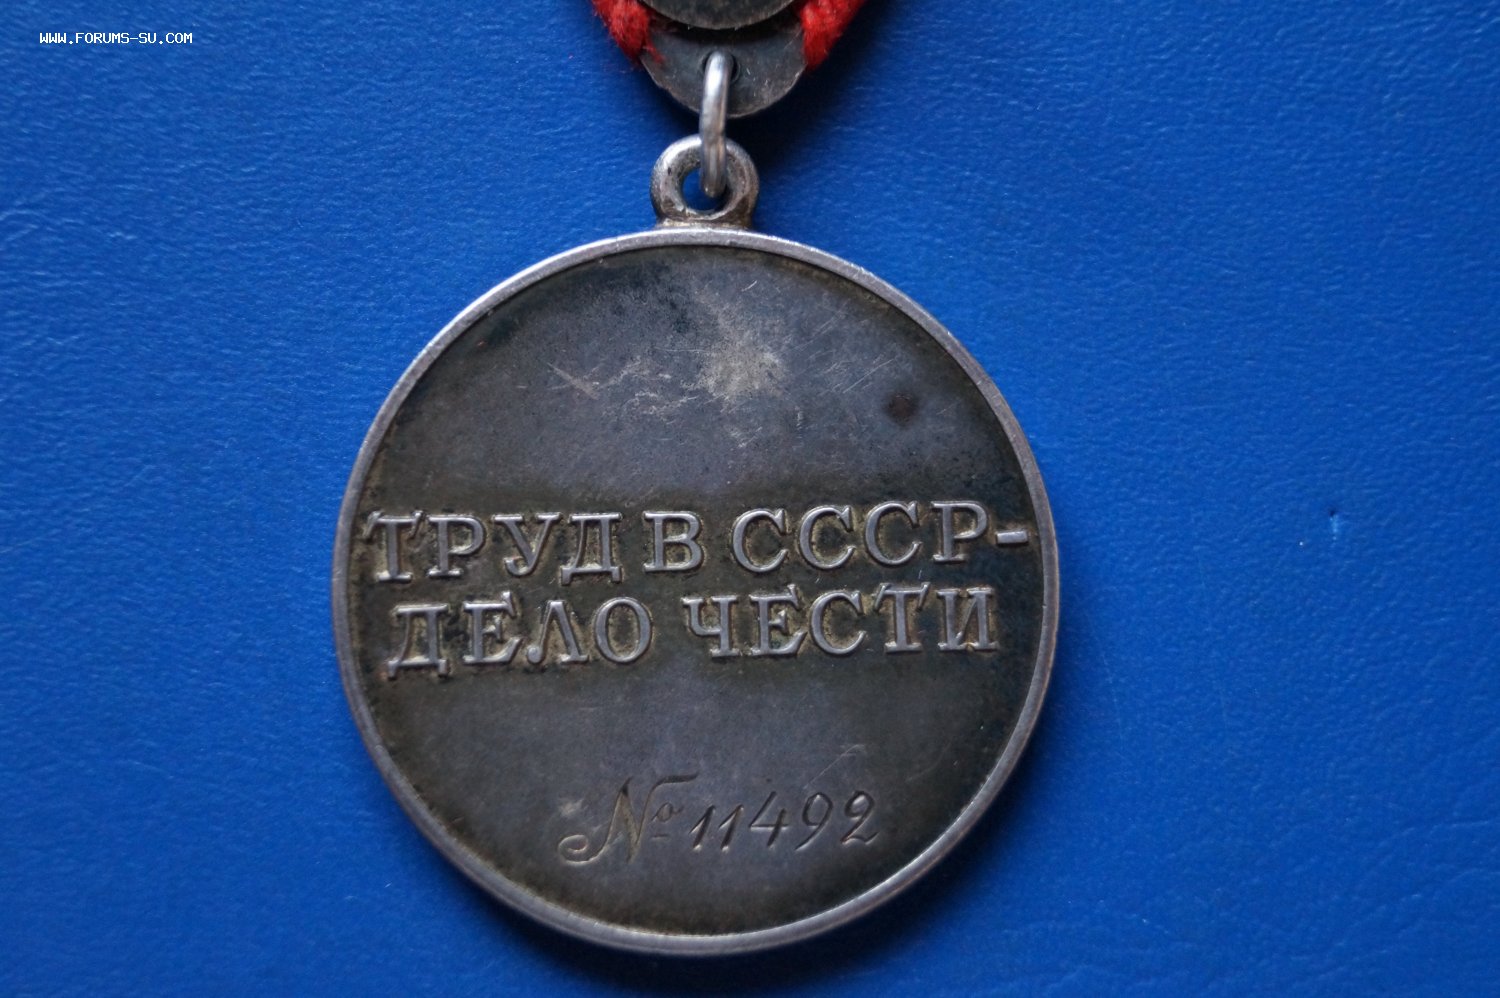 WWW.FORUMS-SU.COM
ТРУД В СССР-
ДЕЛО ЧЕСТИ
№ 11492